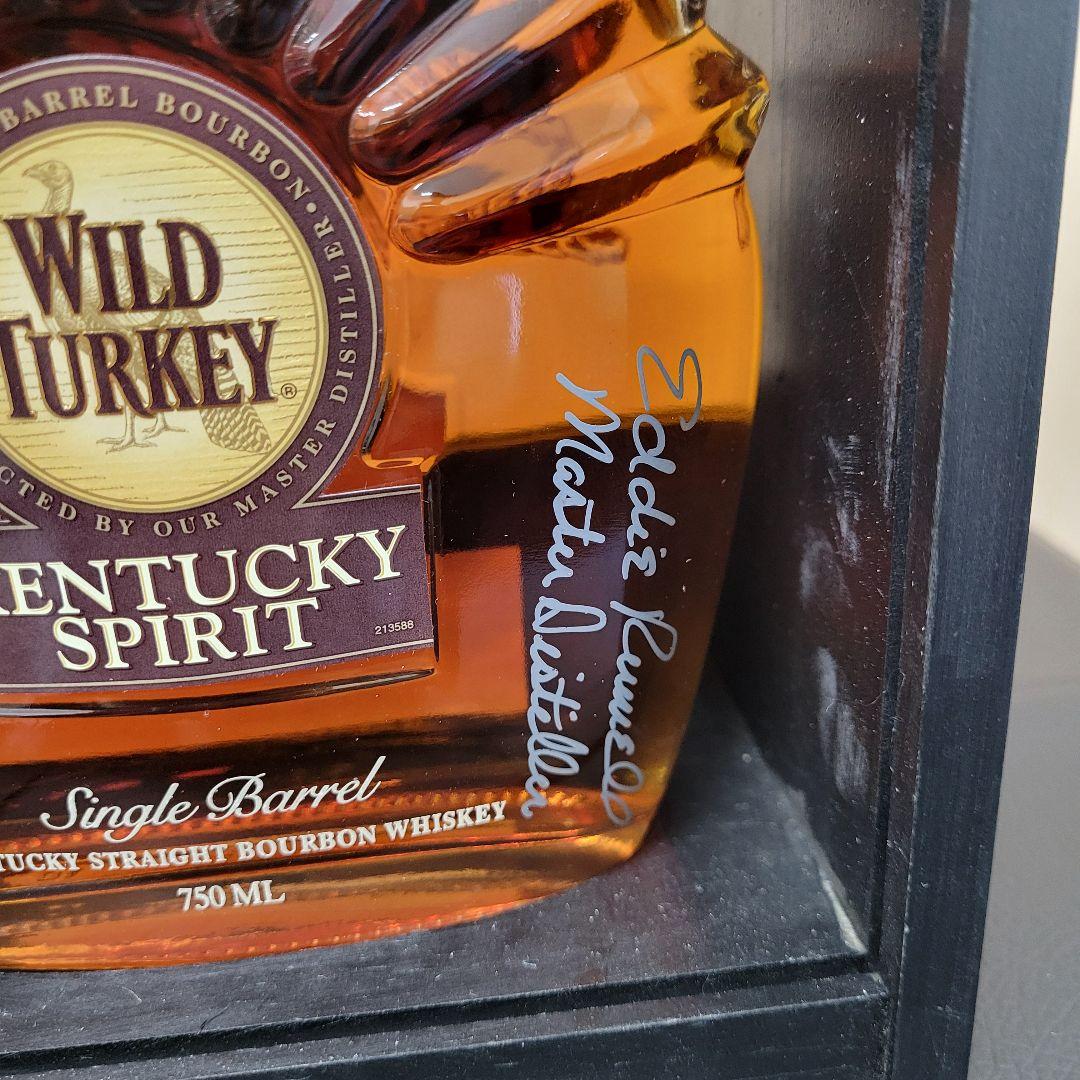 BARREL BOURBON • 
CTED BY OUR MASTER DISTILLER •
WILD
TURKEY®
KENTUCKY
SPIRIT
213588
Single Barrel
TUCKY STRAIGHT BOURBON WHISKEY
750 ML
Eddie Russell
Master Distiller